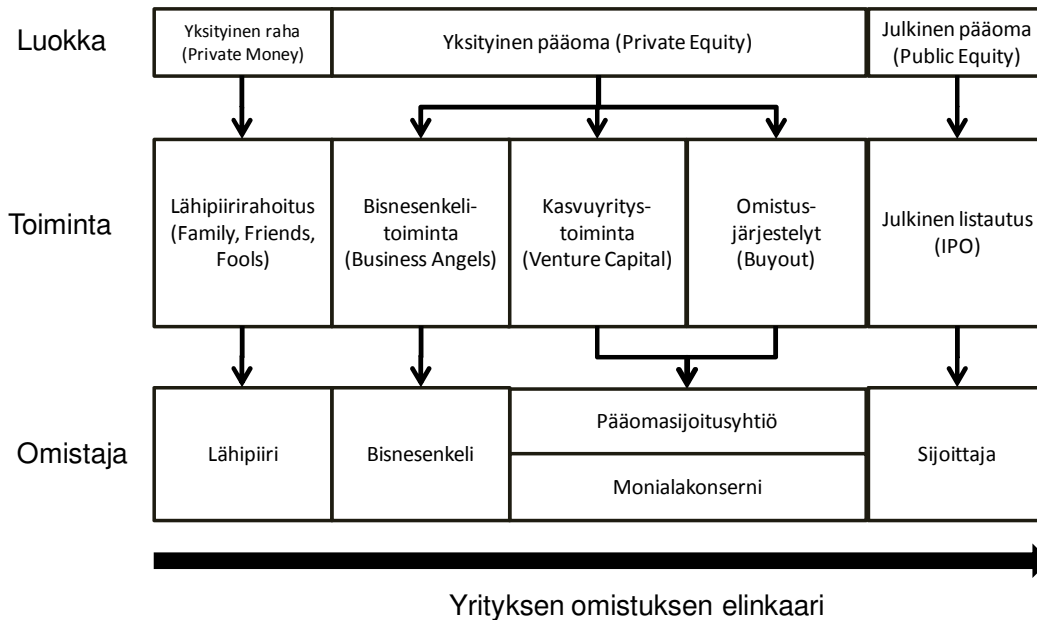 Luokka
Yksityinen raha
(Private Money)
Yksityinen pääoma (Private Equity)
Julkinen pääoma
(Public Equity)
Toiminta
Lähipiirirahoitus
(Family, Friends,
Fools)
Bisnesenkeli-
toiminta
(Business Angels)
Kasvuyritys-
toiminta
(Venture Capital)
Omistus-
järjestelyt
(Buyout)
Julkinen listautus
(IPO)
Omistaja
Lähipiiri
Bisnesenkeli
Pääomasijoitusyhtiö
Monialakonserni
Sijoittaja
Yrityksen omistuksen elinkaari